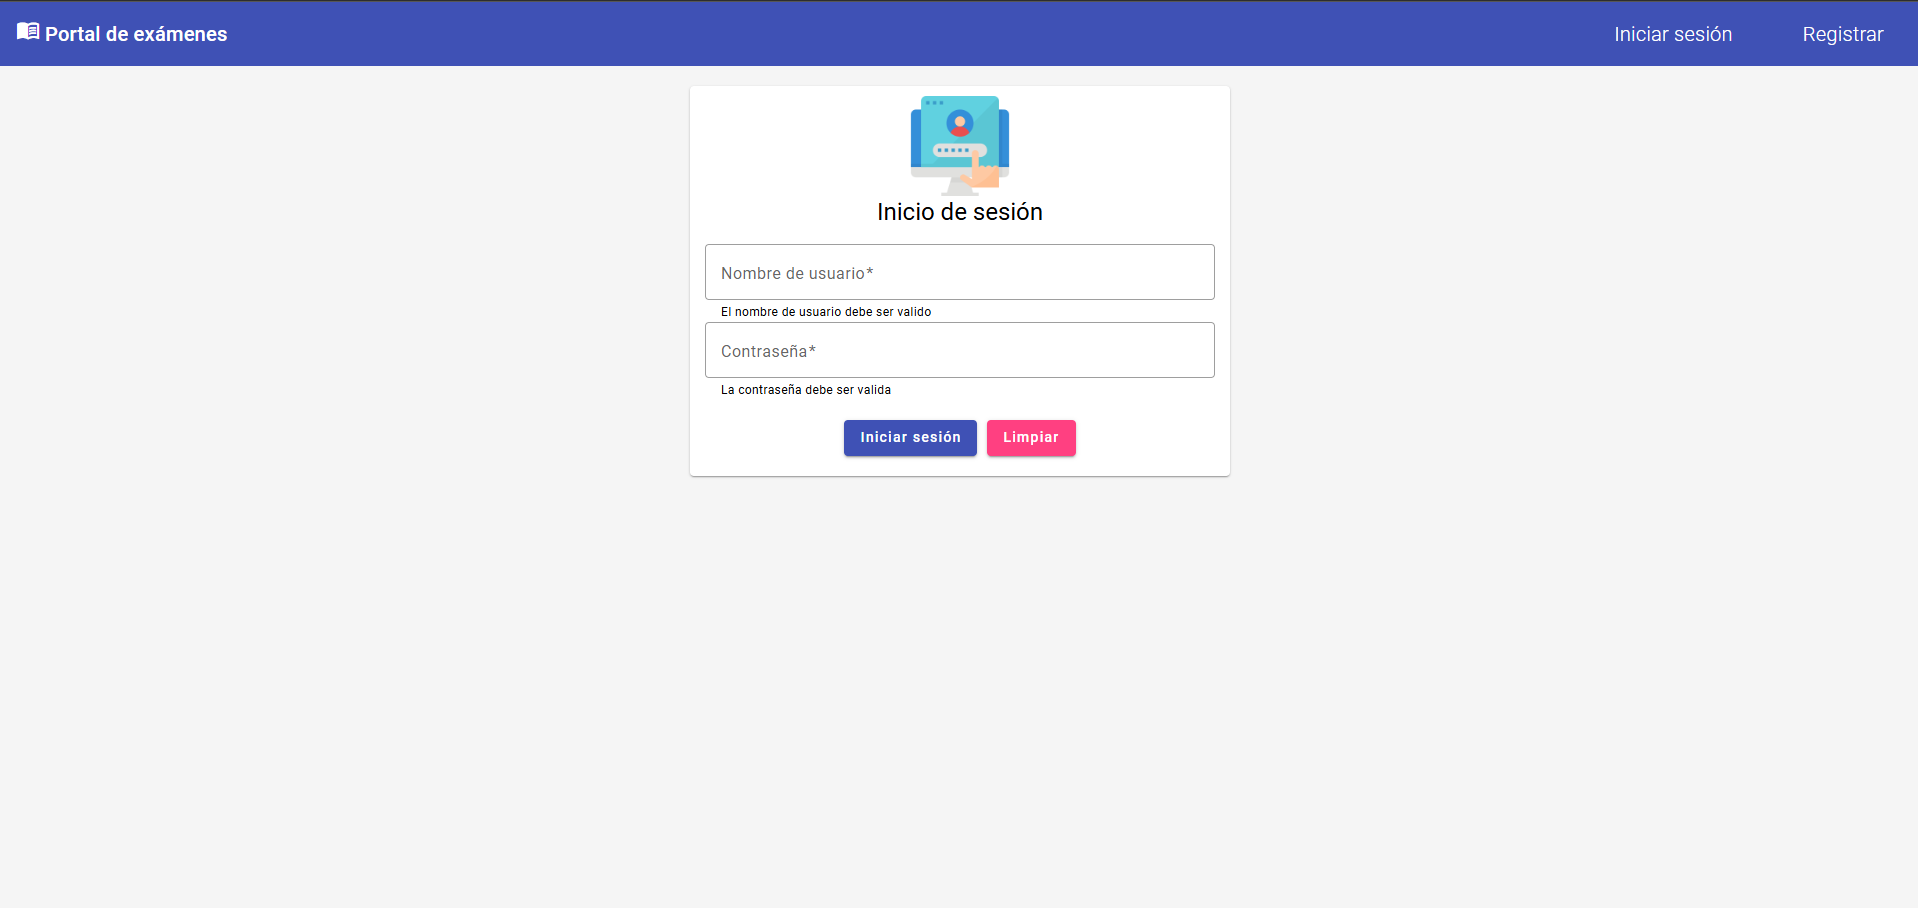 Portal de exámenes
Iniciar sesión
Registrar
Inicio de sesión
Nombre de usuario*
El nombre de usuario debe ser valido
Contraseña*
La contraseña debe ser valida
Iniciar sesión
Limpiar